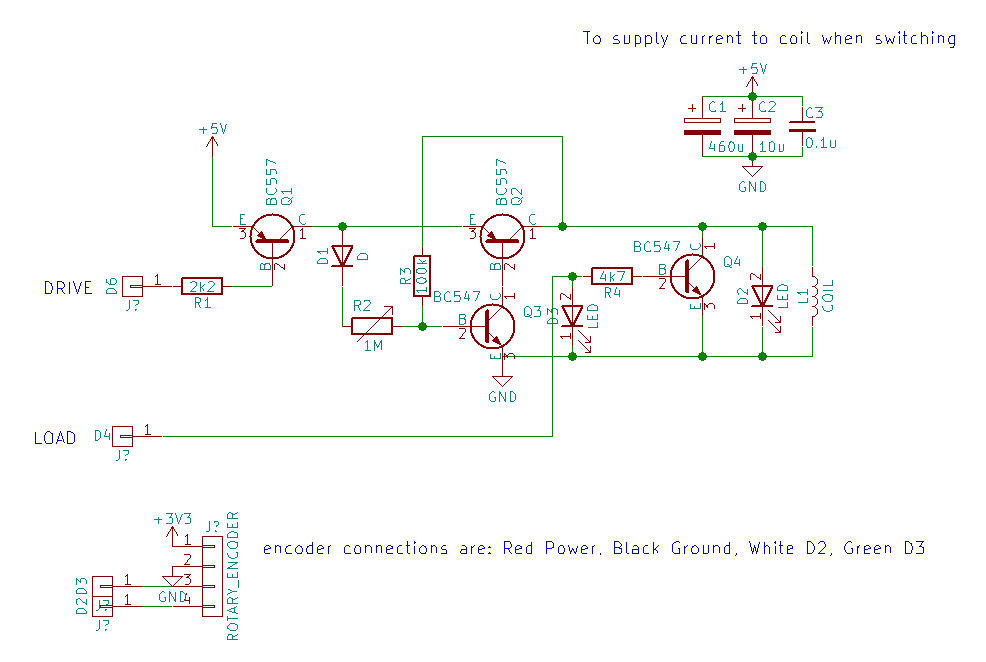 To supply current to coil when switching
+5V
C1
C2
C3
+
+
460u
10u
0.1u
GND
+5V
BC557
Q1
E
C
3
1
B
2
BC557
Q2
E
C
3
1
B
2
D1
D
R3
100k
DRIVE
D6
1
2k2
R1
J?
R2
1M
BC547
Q3
C
1
B
2
E
3
GND
D3
2
1
LED
4k7
R4
BC547
Q4
C
1
B
2
E
3
D2
2
1
LED
L1
COIL
LOAD
D4
1
J?
+3V3
J?
1
2
3
4
ROTARY_ENCODER
GND
encoder connections are: Red Power, Black Ground, White D2, Green D3
D3
1
J?
D2
1
J?